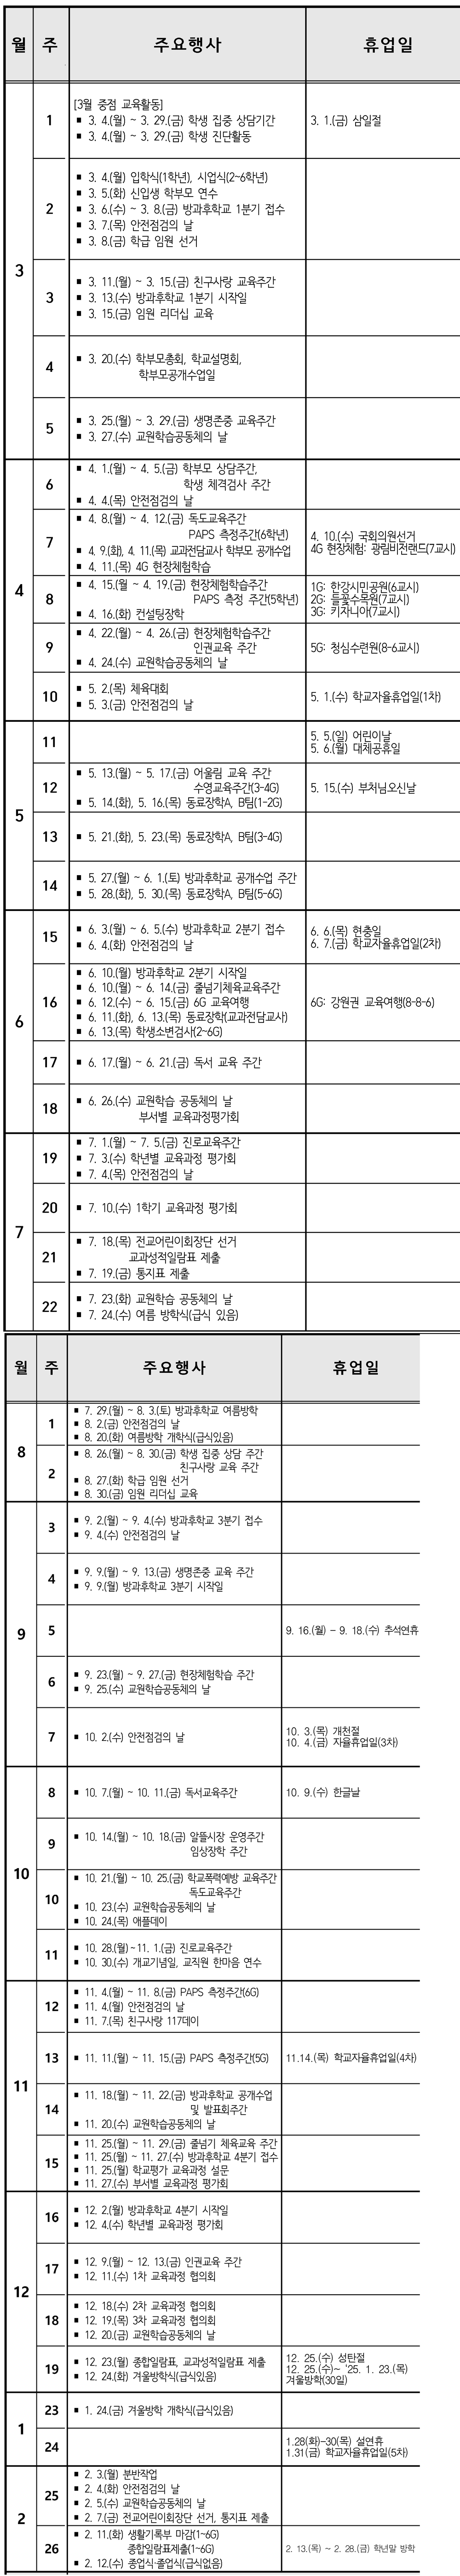 월 주 주요행사 휴업일
3
1
[3월 중점 교육활동]
▪ 3. 4.(월) ~ 3. 29.(금) 학생 집중 상담기간
▪ 3. 4.(월) ~ 3. 29.(금) 학생 진단활동
3. 1.(금) 삼일절
2
▪ 3. 4.(월) 입학식(1학년), 시업식(2~6학년)
▪ 3. 5.(화) 신입생 학부모 연수
▪ 3. 6.(수) ~ 3. 8.(금) 방과후학교 1분기 접수
▪ 3. 7.(목) 안전점검의 날
▪ 3. 8.(금) 학급 임원 선거
3
▪ 3. 11.(월) ~ 3. 15.(금) 친구사랑 교육주간
▪ 3. 13.(수) 방과후학교 1분기 시작일
▪ 3. 15.(금) 임원 리더십 교육
4
▪ 3. 20.(수) 학부모총회, 학교설명회,
학부모공개수업일
5
▪ 3. 25.(월) ~ 3. 29.(금) 생명존중 교육주간
▪ 3. 27.(수) 교원학습공동체의 날
4
6
▪ 4. 1.(월) ~ 4. 5.(금) 학부모 상담주간,
학생 체격검사 주간
▪ 4. 4.(목) 안전점검의 날
7
▪ 4. 8.(월) ~ 4. 12.(금) 독도교육주간
PAPS 측정주간(6학년)
▪ 4. 9.(화), 4. 11.(목) 교과전담교사 학부모 공개수업
▪ 4. 11.(목) 4G 현장체험학습
4. 10.(수) 국회의원선거
4G 현장체험: 광림비전랜드(7교시)
8
▪ 4. 15.(월 ~ 4. 19.(금) 현장체험학습주간
PAPS 측정 주간(5학년)
▪ 4. 16.(화) 컨설팅장학
1G: 한강시민공원(6교시)
2G: 들꽃수목원(7교시)
3G: 키자니아(7교시)
9
▪ 4. 22.(월) ~ 4. 26.(금) 현장체험학습주간
인권교육 주간
▪ 4. 24.(수) 교원학습공동체의 날
5G: 청심수련원(8-6교시)
10
▪ 5. 2.(목) 체육대회
▪ 5. 3.(금) 안전점검의 날
5. 1.(수) 학교자율휴업일(1차)
5
11
5. 5.(일) 어린이날
5. 6.(월) 대체공휴일
12
▪ 5. 13.(월) ~ 5. 17.(금) 어울림 교육 주간
수영교육주간(3-4G)
▪ 5. 14.(화), 5. 16.(목) 동료장학A, B팀(1-2G)
5. 15.(수) 부처님오신날
13
▪ 5. 21.(화), 5. 23.(목) 동료장학A, B팀(3-4G)
14
▪ 5. 27.(월) ~ 6. 1.(토) 방과후학교 공개수업 주간
▪ 5. 28.(화), 5. 30.(목) 동료장학A, B팀(5-6G)
6
15
▪ 6. 3.(월) ~ 6. 5.(수) 방과후학교 2분기 접수
▪ 6. 4.(화) 안전점검의 날
6. 6.(목) 현충일
6. 7.(금) 학교자율휴업일(2차)
16
▪ 6. 10.(월) 방과후학교 2분기 시작일
▪ 6. 10.(월) ~ 6. 14.(금) 줄넘기체육교육주간
▪ 6. 12.(수) ~ 6. 15.(금) 6G 교육여행
▪ 6. 11.(화), 6. 13.(목) 동료장학(교과전담교사)
▪ 6. 13.(목) 학생소변검사(2~6G)
6G: 강원권 교육여행(8-8-6)
17
▪ 6. 17.(월) ~ 6. 21.(금) 독서 교육 주간
18
▪ 6. 26.(수) 교원학습 공동체의 날
부서별 교육과정평가회
7
19
▪ 7. 1.(월) ~ 7. 5.(금) 진로교육주간
▪ 7. 3.(수) 학년별 교육과정 평가회
▪ 7. 4.(목) 안전점검의 날
20
▪ 7. 10.(수) 1학기 교육과정 평가회
21
▪ 7. 18.(목) 전교어린이회장단 선거
교과성적일람표 제출
▪ 7. 19.(금) 통지표 제출
22
▪ 7. 23.(화) 교원학습 공동체의 날
▪ 7. 24.(수) 여름 방학식(급식 있음)
월 주 주요행사 휴업일
8
1
▪ 7. 29.(월) ~ 8. 3.(토) 방과후학교 여름방학
▪ 8. 2.(금) 안전점검의 날
▪ 8. 20.(화) 여름방학 개학식(급식있음)
2
▪ 8. 26.(월) ~ 8. 30.(금) 학생 집중 상담 주간
친구사랑 교육 주간
▪ 8. 27.(화) 학급 임원 선거
▪ 8. 30.(금) 임원 리더십 교육
9
3
▪ 9. 2.(월) ~ 9. 4.(수) 방과후학교 3분기 접수
▪ 9. 4.(수) 안전점검의 날
4
▪ 9. 9.(월) ~ 9. 13.(금) 생명존중 교육 주간
▪ 9. 9.(월) 방과후학교 3분기 시작일
5
9. 16.(월) - 9. 18.(수) 추석연휴
6
▪ 9. 23.(월) ~ 9. 27.(금) 현장체험학습 주간
▪ 9. 25.(수) 교원학습공동체의 날
7
▪ 10. 2.(수) 안전점검의 날
10. 3.(목) 개천절
10. 4.(금) 자율휴업일(3차)
10
8
▪ 10. 7.(월) ~ 10. 11.(금) 독서교육주간
10. 9.(수) 한글날
9
▪ 10. 14.(월) ~ 10. 18.(금) 알뜰시장 운영주간
임상장학 주간
10
▪ 10. 21.(월) ~ 10. 25.(금) 학교폭력예방 교육주간
독도교육주간
▪ 10. 23.(수) 교원학습공동체의 날
▪ 10. 24.(목) 애플데이
11
▪ 10. 28.(월)~11. 1.(금) 진로교육주간
▪ 10. 30.(수) 개교기념일, 교직원 한마음 연수
11
12
▪ 11. 4.(월) ~ 11. 8.(금) PAPS 측정주간(6G)
▪ 11. 4.(월) 안전점검의 날
▪ 11. 7.(목) 친구사랑 117데이
13
▪ 11. 11.(월) ~ 11. 15.(금) PAPS 측정주간(5G)
11.14.(목) 학교자율휴업일(4차)
14
▪ 11. 18.(월) ~ 11. 22.(금) 방과후학교 공개수업
및 발표회주간
▪ 11. 20.(수) 교원학습공동체의 날
15
▪ 11. 25.(월) ~ 11. 29.(금) 줄넘기 체육교육 주간
▪ 11. 25.(월) ~ 11. 27.(수) 방과후학교 4분기 접수
▪ 11. 25.(월) 학교평가 교육과정 설문
▪ 11. 27.(수) 부서별 교육과정 평가회
12
16
▪ 12. 2.(월) 방과후학교 4분기 시작일
▪ 12. 4.(수) 학년별 교육과정 평가회
17
▪ 12. 9.(월) ~ 12. 13.(금) 인권교육 주간
▪ 12. 11.(수) 1차 교육과정 협의회
18
▪ 12. 18.(수) 2차 교육과정 협의회
▪ 12. 19.(목) 3차 교육과정 협의회
▪ 12. 20.(금) 교원학습공동체의 날
19
▪ 12. 23.(월) 종합일람표, 교과성적일람표 제출
▪ 12. 24.(화) 겨울방학식(급식있음)
12. 25.(수) 성탄절
12. 25.(수)~ '25. 1. 23.(목)
겨울방학(30일)
1
23
▪ 1. 24.(금) 겨울방학 개학식(급식있음)
24
1.28(화)-30(목) 설연휴
1.31(금) 학교자율휴업일(5차)
2
25
▪ 2. 3.(월) 분반작업
▪ 2. 4.(화) 안전점검의 날
▪ 2. 5.(수) 교원학습공동체의 날
▪ 2. 7.(금) 전교어린이회장단 선거, 통지표 제출
26
▪ 2. 11.(화) 생활기록부 마감(1~6G)
종합일람표제출(1~6G)
▪ 2. 12.(수) 종업식·졸업식(급식없음)
2. 13.(목) ~ 2. 28.(금) 학년말 방학